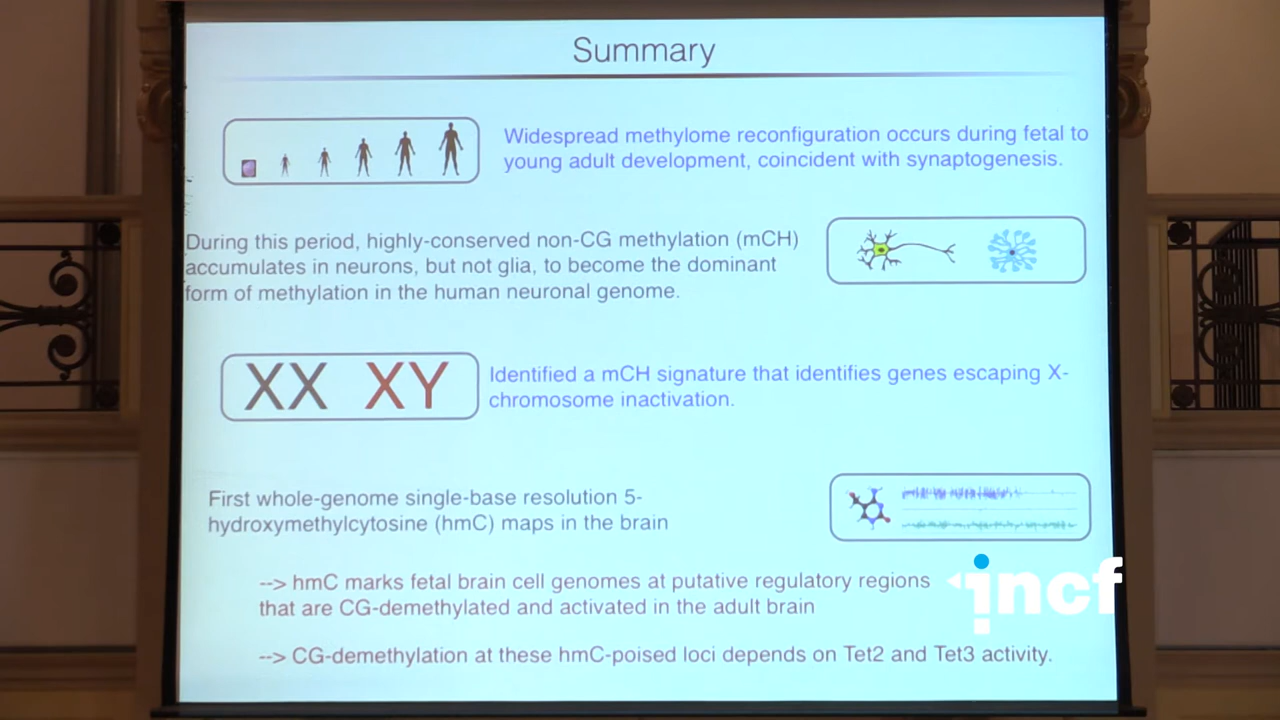 Summary
Widespread methylome reconfiguration occurs during fetal to
young adult development, coincident with synaptogenesis.
During this period, highly-conserved non-CG methylation (mCH)
accumulates in neurons, but not glia, to become the dominant
form of methylation in the human neuronal genome.
XX XY
Identified a mCH signature that identifies genes escaping X-
chromosome inactivation.
First whole-genome single-base resolution 5-
hydroxymethylcytosine (hmC) maps in the brain
--> hmC marks fetal brain cell genomes at putative regulatory regions
that are CG-demethylated and activated in the adult brain
--> CG-demethylation at these hmC-poised loci depends on Tet2 and Tet3 activity.
incf